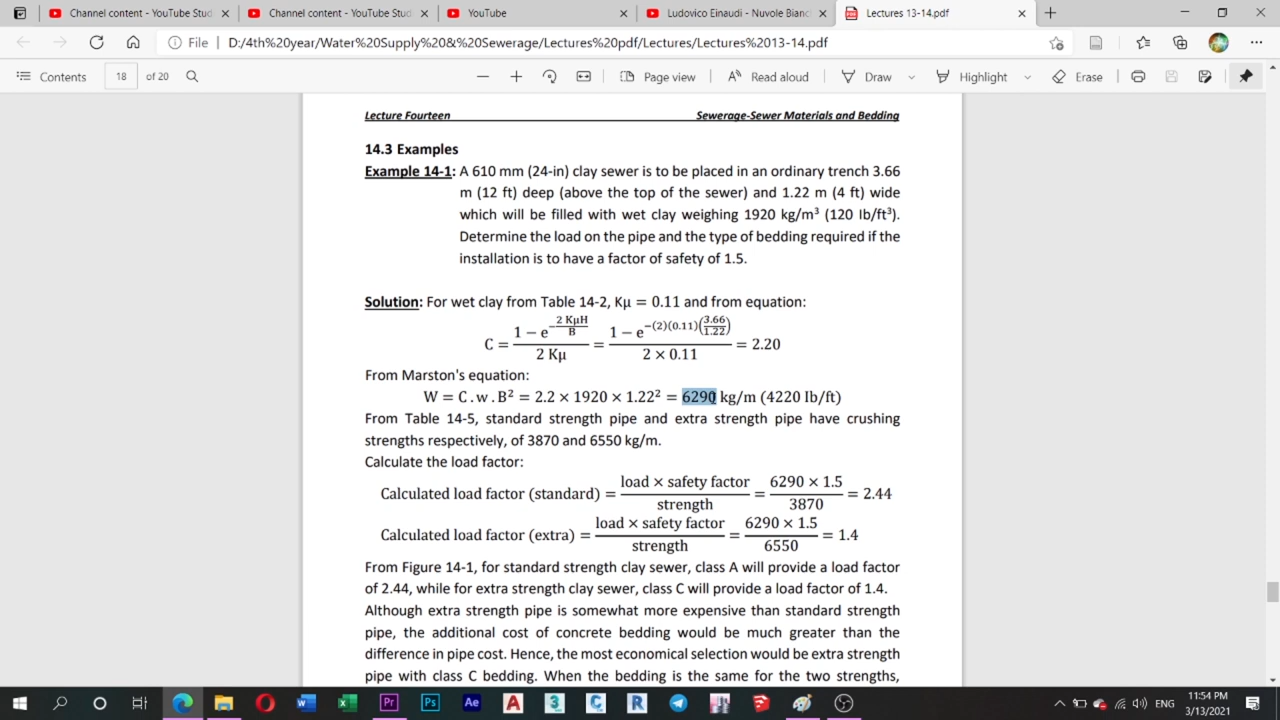 Channel content - YouTube Stud
Channel content - YouTube Stud
YouTube
Ludovico Einaudi - Nuvole Bianc
Lectures 13-14.pdf
File
D:/4th%20year/Water%20Supply%20&%20Sewerage/Lectures%20pdf/Lectures/Lectures%2013-14.pdf
Contents
18 of 20
Page view
Read aloud
Draw
Highlight
Erase
Lecture Fourteen Sewerage-Sewer Materials and Bedding
14.3 Examples
Example 14-1: A 610 mm (24-in) clay sewer is to be placed in an ordinary trench 3.66
m (12 ft) deep (above the top of the sewer) and 1.22 m (4 ft) wide
which will be filled with wet clay weighing 1920 kg/m³ (120 lb/ft³).
Determine the load on the pipe and the type of bedding required if the
installation is to have a factor of safety of 1.5.
Solution: For wet clay from Table 14-2, Kμ = 0.11 and from equation:
C = (1 − e^(−2 KμH / B)) / (2 Kμ) = (1 − e^(−(2)(0.11)(3.66/1.22))) / (2 × 0.11) = 2.20
From Marston's equation:
W = C . w . B² = 2.2 × 1920 × 1.22² = 6290 kg/m (4220 Ib/ft)
From Table 14-5, standard strength pipe and extra strength pipe have crushing
strengths respectively, of 3870 and 6550 kg/m.
Calculate the load factor:
Calculated load factor (standard) = load × safety factor / strength = 6290 × 1.5 / 3870 = 2.44
Calculated load factor (extra) = load × safety factor / strength = 6290 × 1.5 / 6550 = 1.4
From Figure 14-1, for standard strength clay sewer, class A will provide a load factor
of 2.44, while for extra strength clay sewer, class C will provide a load factor of 1.4.
Although extra strength pipe is somewhat more expensive than standard strength
pipe, the additional cost of concrete bedding would be much greater than the
difference in pipe cost. Hence, the most economical selection would be extra strength
pipe with class C bedding. When the bedding is the same for the two strengths,
ENG
11:54 PM
3/13/2021